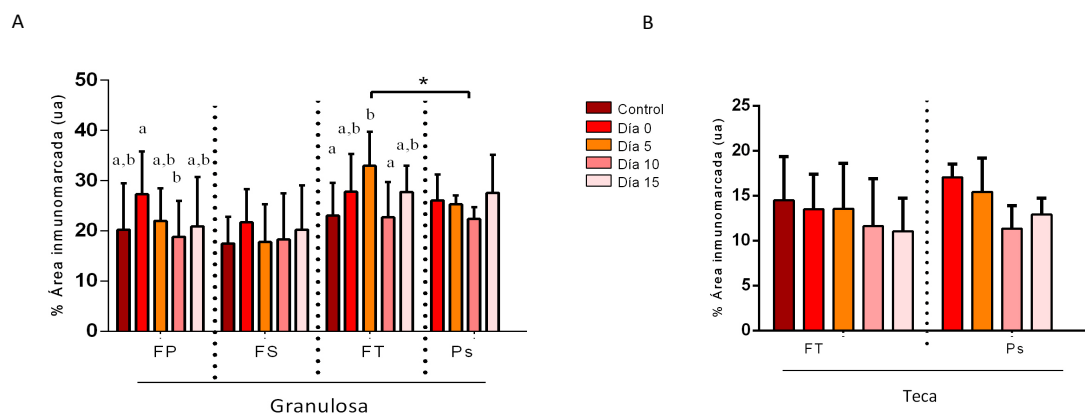 A
B
% Área inmunomarcada (ua)
50
40
30
20
10
0
a,b
a
a,b
b
a,b
a
a,b
b
a
a,b
*
FP
FS
FT
Ps
Granulosa
Control
Día 0
Día 5
Día 10
Día 15
% Área inmunomarcada (ua)
25
20
15
10
5
0
FT
Ps
Teca